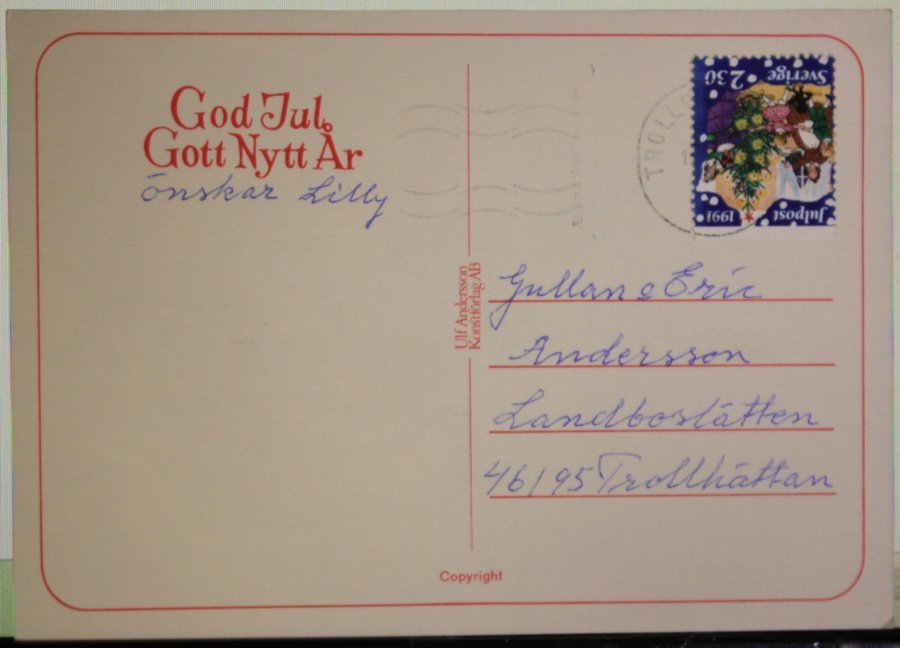 God Jul
Gott Nytt År
önskar Lilly
TROLL
Sverige
2.30
Julpost
1991
Ulf Andersson
Konstförlag AB
Gullan o Eric
Andersson
Landboslätten
46195 Trollhättan
Copyright